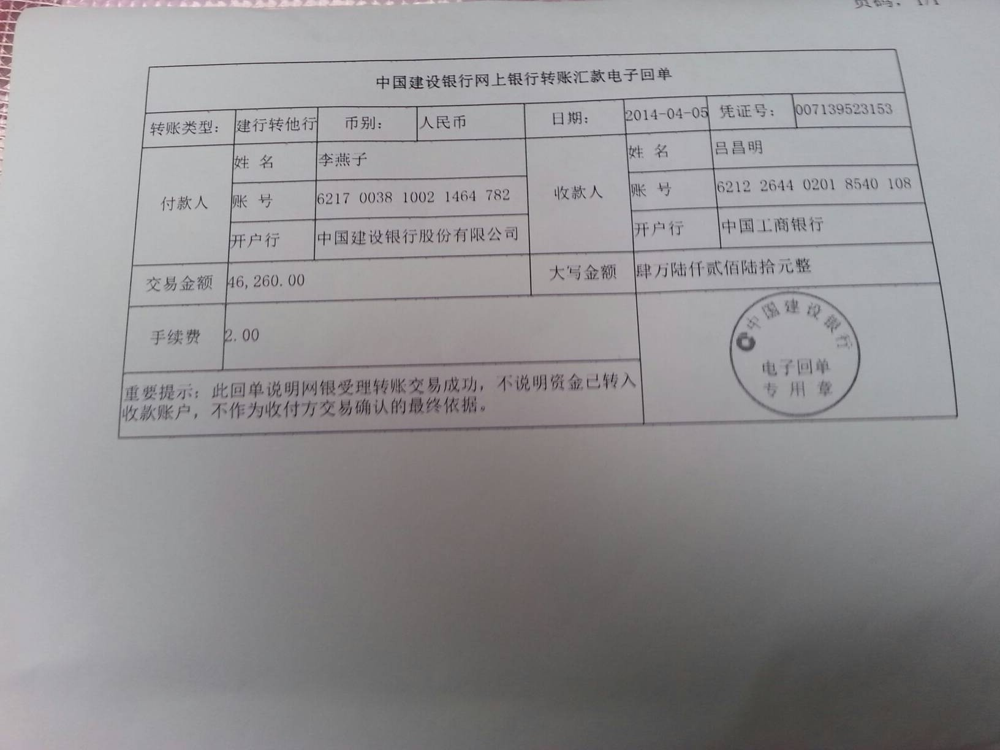 页码：1/1
中国建设银行网上银行转账汇款电子回单
转账类型： 建行转他行 币别： 人民币 日期： 2014-04-05 凭证号： 007139523153
付款人 姓 名 李燕子 收款人 姓 名 吕昌明
账 号 6217 0038 1002 1464 782 账 号 6212 2644 0201 8540 108
开户行 中国建设银行股份有限公司 开户行 中国工商银行
交易金额 46,260.00 大写金额 肆万陆仟贰佰陆拾元整
手续费 2.00
重要提示：此回单说明网银受理转账交易成功，不说明资金已转入
收款账户，不作为收付方交易确认的最终依据。
中国建设银行
电子回单
专用章